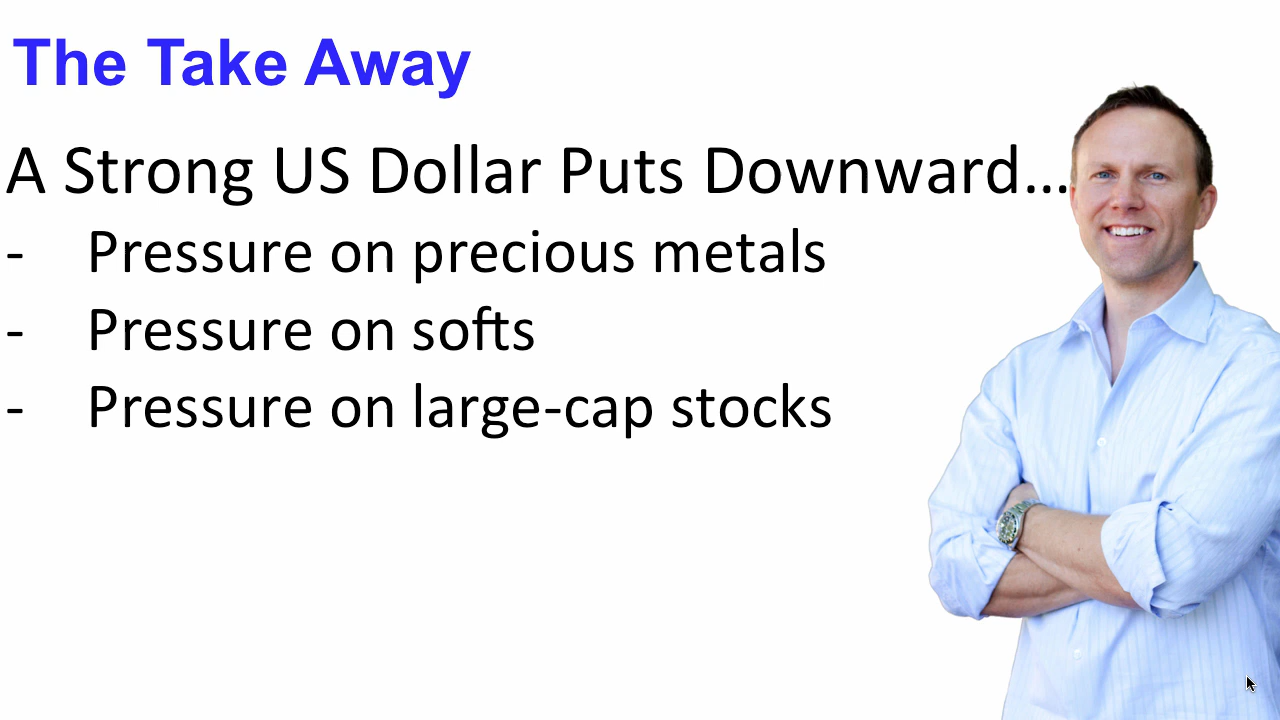 The Take Away
A Strong US Dollar Puts Downward...
- Pressure on precious metals
- Pressure on softs
- Pressure on large-cap stocks